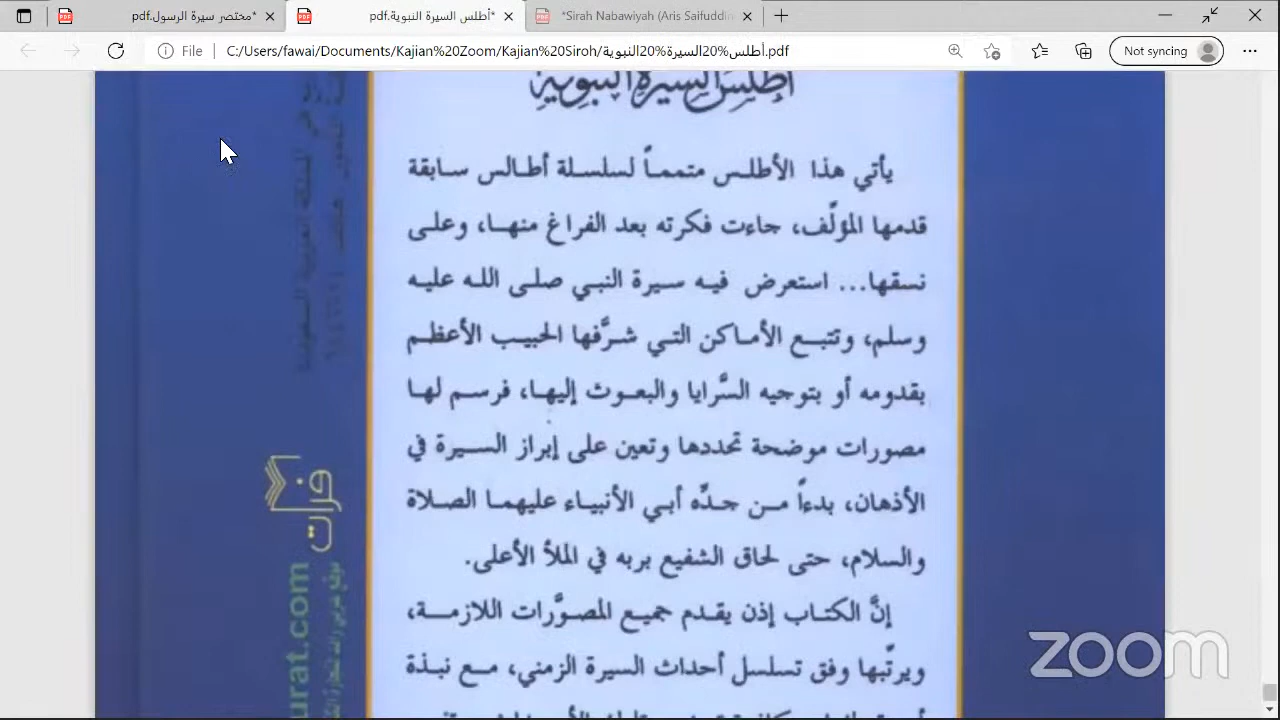 مختصر سيرة الرسول.pdf*
أطلس السيرة النبوية.pdf*
*Sirah Nabawiyah (Aris Saifuddin
File
C:/Users/fawai/Documents/Kajian%20Zoom/Kajian%20Siroh/أطلس%20السيرة%20النبوية.pdf
Not syncing
أطلس السيرة النبوية
يأتي هذا الأطلس متمماً لسلسلة أطالس سابقة
قدمها المؤلّف، جاءت فكرته بعد الفراغ منها، وعلى
نسقها... استعرض فيه سيرة النبي صلى الله عليه
وسلم، وتتبع الأماكن التي شرَّفها الحبيب الأعظم
بقدومه أو بتوجيه السَّرايا والبعوث إليها، فرسم لها
مصورات موضحة تحددها وتعين على إبراز السيرة في
الأذهان، بدءاً من جدِّه أبي الأنبياء عليهما الصلاة
والسلام، حتى لحاق الشفيع بربه في الملأ الأعلى.
إنَّ الكتاب إذن يقدم جميع المصوَّرات اللازمة،
ويرتّبها وفق تسلسل أحداث السيرة الزمني، مع نبذة
فرات
urat.com
zoom